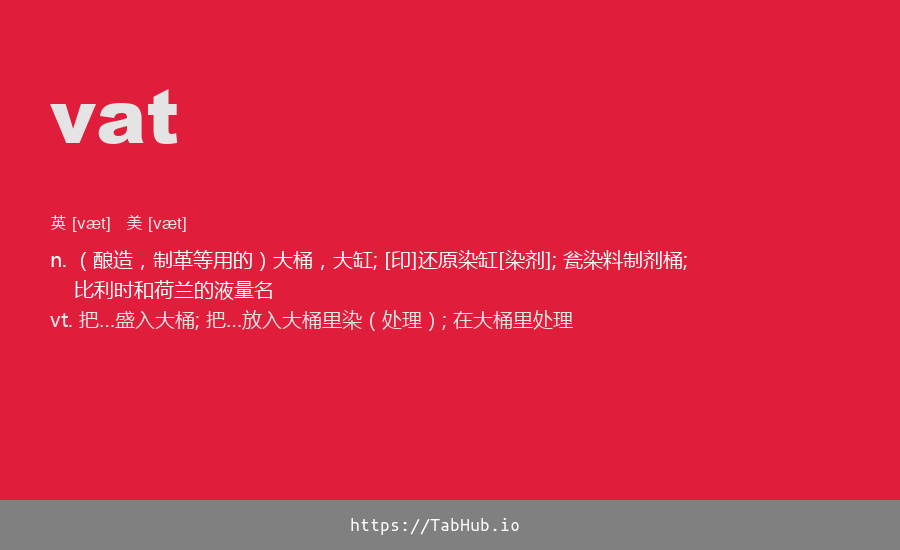 vat
英 [væt] 美 [væt]
n.（酿造，制革等用的）大桶，大缸; [印]还原染缸[染剂]; 瓮染料制剂桶;
比利时和荷兰的液量名
vt. 把...盛入大桶; 把...放入大桶里染（处理）; 在大桶里处理
https://TabHub.io